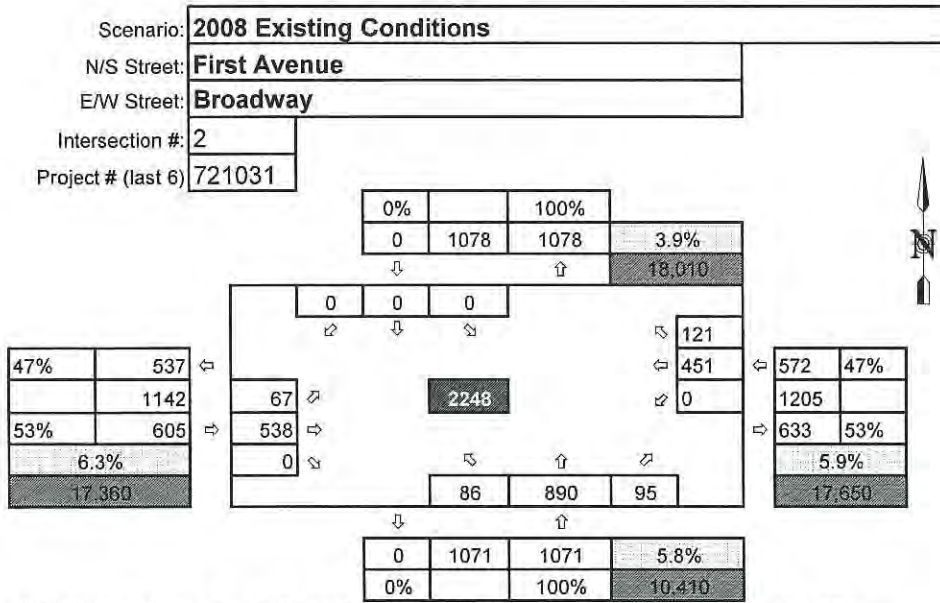 Scenario: 2008 Existing Conditions
N/S Street: First Avenue
E/W Street: Broadway
Intersection #: 2
Project # (last 6) 721031
N
0% 100%
0 1078 1078 3.9%
18,010
0 0 0
121
47% 537 451 572 47%
1142 67 2248 0 1205
53% 605 538 633 53%
6.3% 0 5.9%
17,360 86 890 95 17,650
0 1071 1071 5.8%
0% 100% 10,410